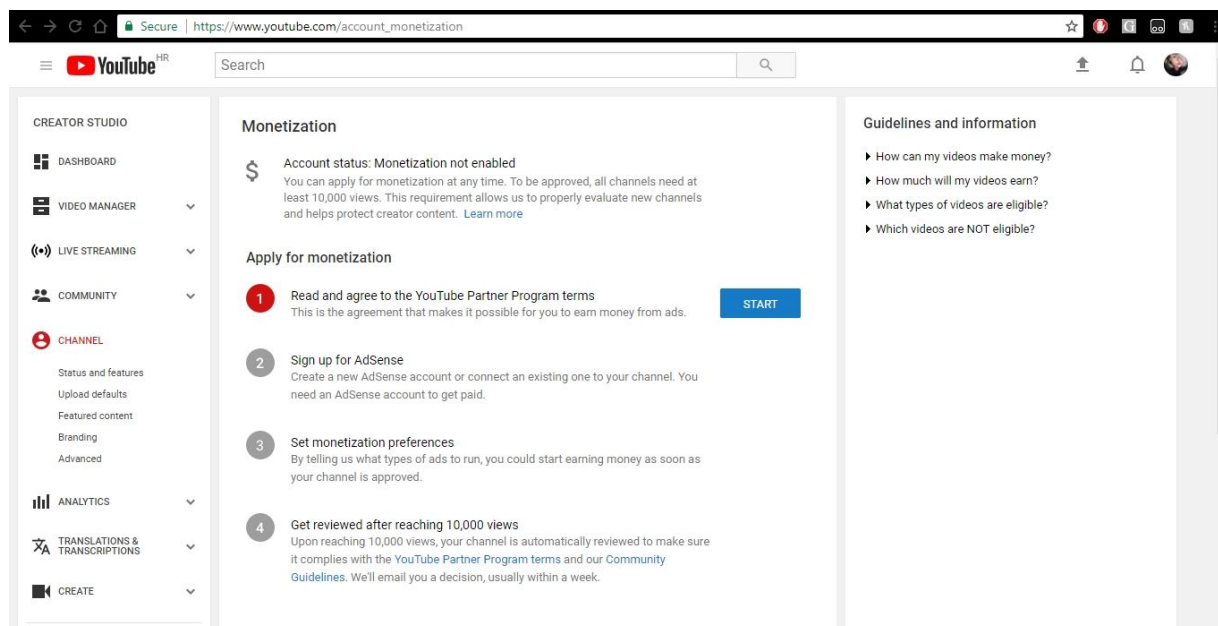 Secure | https://www.youtube.com/account_monetization
YouTube HR
Search
CREATOR STUDIO
DASHBOARD
VIDEO MANAGER
LIVE STREAMING
COMMUNITY
CHANNEL
Status and features
Upload defaults
Featured content
Branding
Advanced
ANALYTICS
TRANSLATIONS &
TRANSCRIPTIONS
CREATE
Monetization
$
Account status: Monetization not enabled
You can apply for monetization at any time. To be approved, all channels need at
least 10,000 views. This requirement allows us to properly evaluate new channels
and helps protect creator content. Learn more
Apply for monetization
1 Read and agree to the YouTube Partner Program terms
This is the agreement that makes it possible for you to earn money from ads.
START
2 Sign up for AdSense
Create a new AdSense account or connect an existing one to your channel. You
need an AdSense account to get paid.
3 Set monetization preferences
By telling us what types of ads to run, you could start earning money as soon as
your channel is approved.
4 Get reviewed after reaching 10,000 views
Upon reaching 10,000 views, your channel is automatically reviewed to make sure
it complies with the YouTube Partner Program terms and our Community
Guidelines. We'll email you a decision, usually within a week.
Guidelines and information
How can my videos make money?
How much will my videos earn?
What types of videos are eligible?
Which videos are NOT eligible?